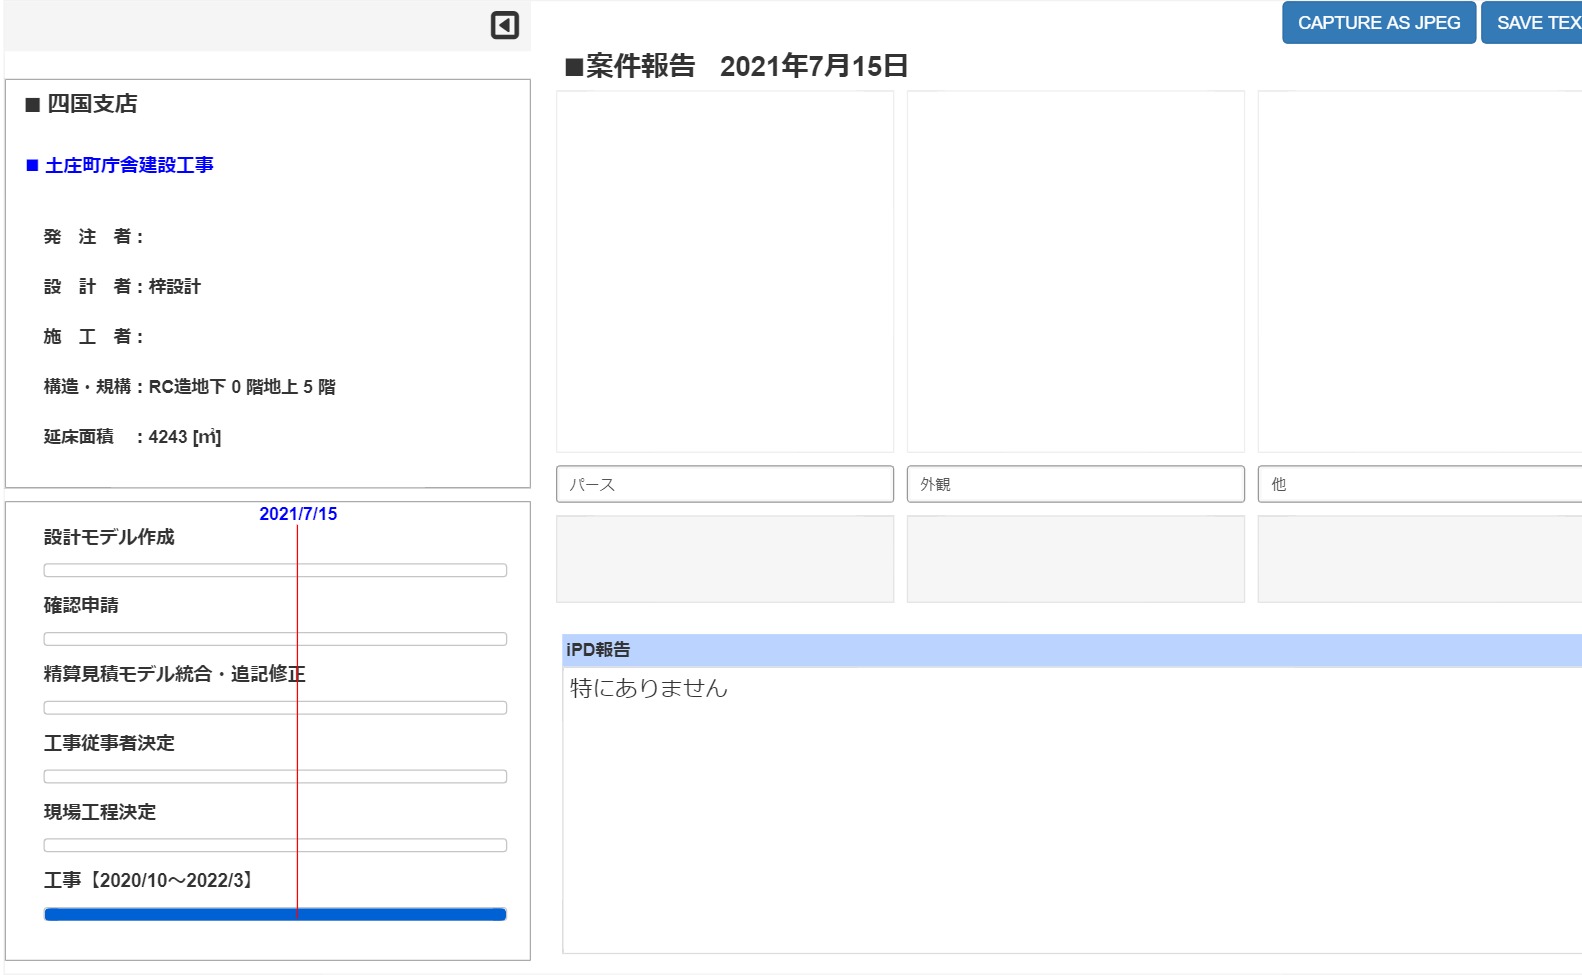 CAPTURE AS JPEG
SAVE TEX
■案件報告 2021年7月15日
■ 四国支店
■ 土庄町庁舎建設工事
発　注　者：
設　計　者：梓設計
施　工　者：
構造・規構：RC造地下 0 階地上 5 階
延床面積　：4243 [㎡]
パース
外観
他
2021/7/15
設計モデル作成
確認申請
精算見積モデル統合・追記修正
工事従事者決定
現場工程決定
工事【2020/10～2022/3】
iPD報告
特にありません